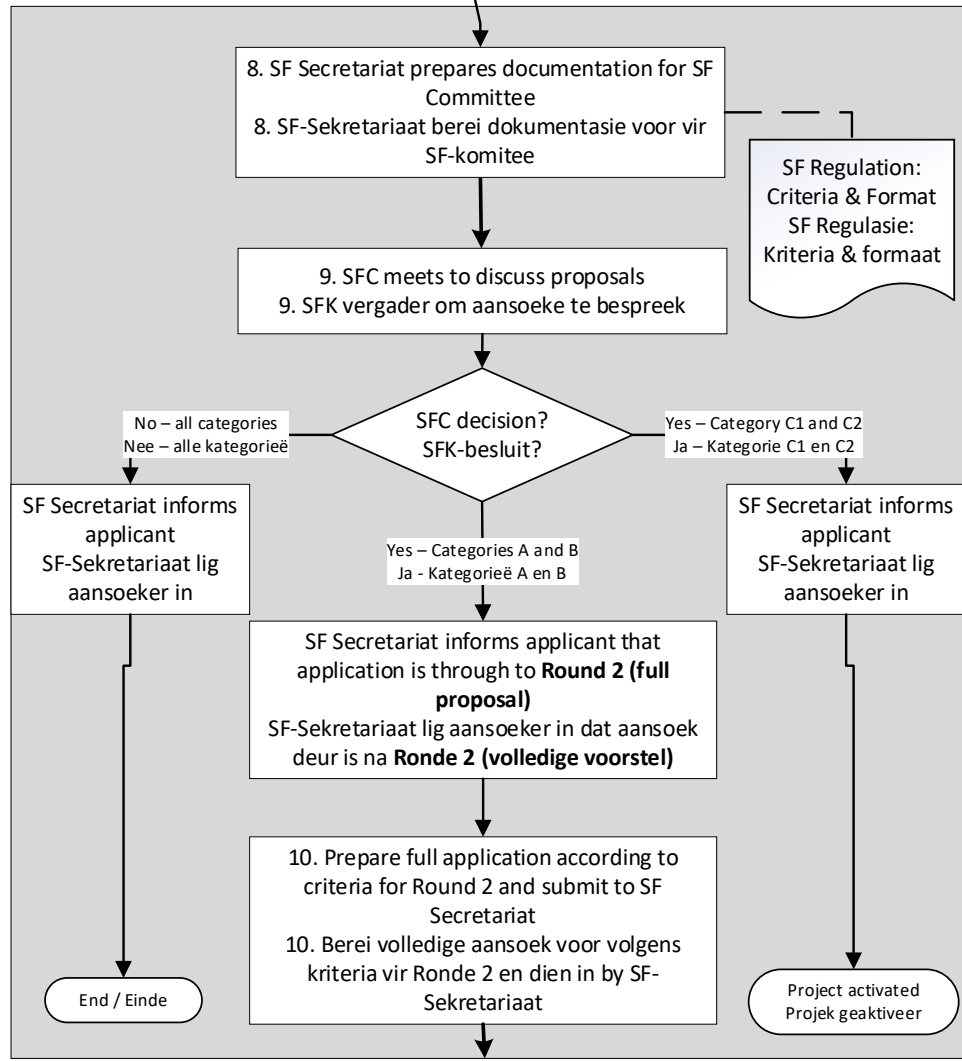 8. SF Secretariat prepares documentation for SF
Committee
8. SF-Sekretariaat berei dokumentasie voor vir
SF-komitee
SF Regulation:
Criteria & Format
SF Regulasie:
Kriteria & formaat
9. SFC meets to discuss proposals
9. SFK vergader om aansoeke te bespreek
SFC decision?
SFK-besluit?
No – all categories
Nee – alle kategorieë
Yes – Category C1 and C2
Ja – Kategorie C1 en C2
SF Secretariat informs
applicant
SF-Sekretariaat lig
aansoeker in
Yes – Categories A and B
Ja - Kategorieë A en B
SF Secretariat informs
applicant
SF-Sekretariaat lig
aansoeker in
SF Secretariat informs applicant that
application is through to Round 2 (full
proposal)
SF-Sekretariaat lig aansoeker in dat aansoek
deur is na Ronde 2 (volledige voorstel)
10. Prepare full application according to
criteria for Round 2 and submit to SF
Secretariat
10. Berei volledige aansoek voor volgens
kriteria vir Ronde 2 en dien in by SF-
Sekretariaat
End / Einde
Project activated
Projek geaktiveer